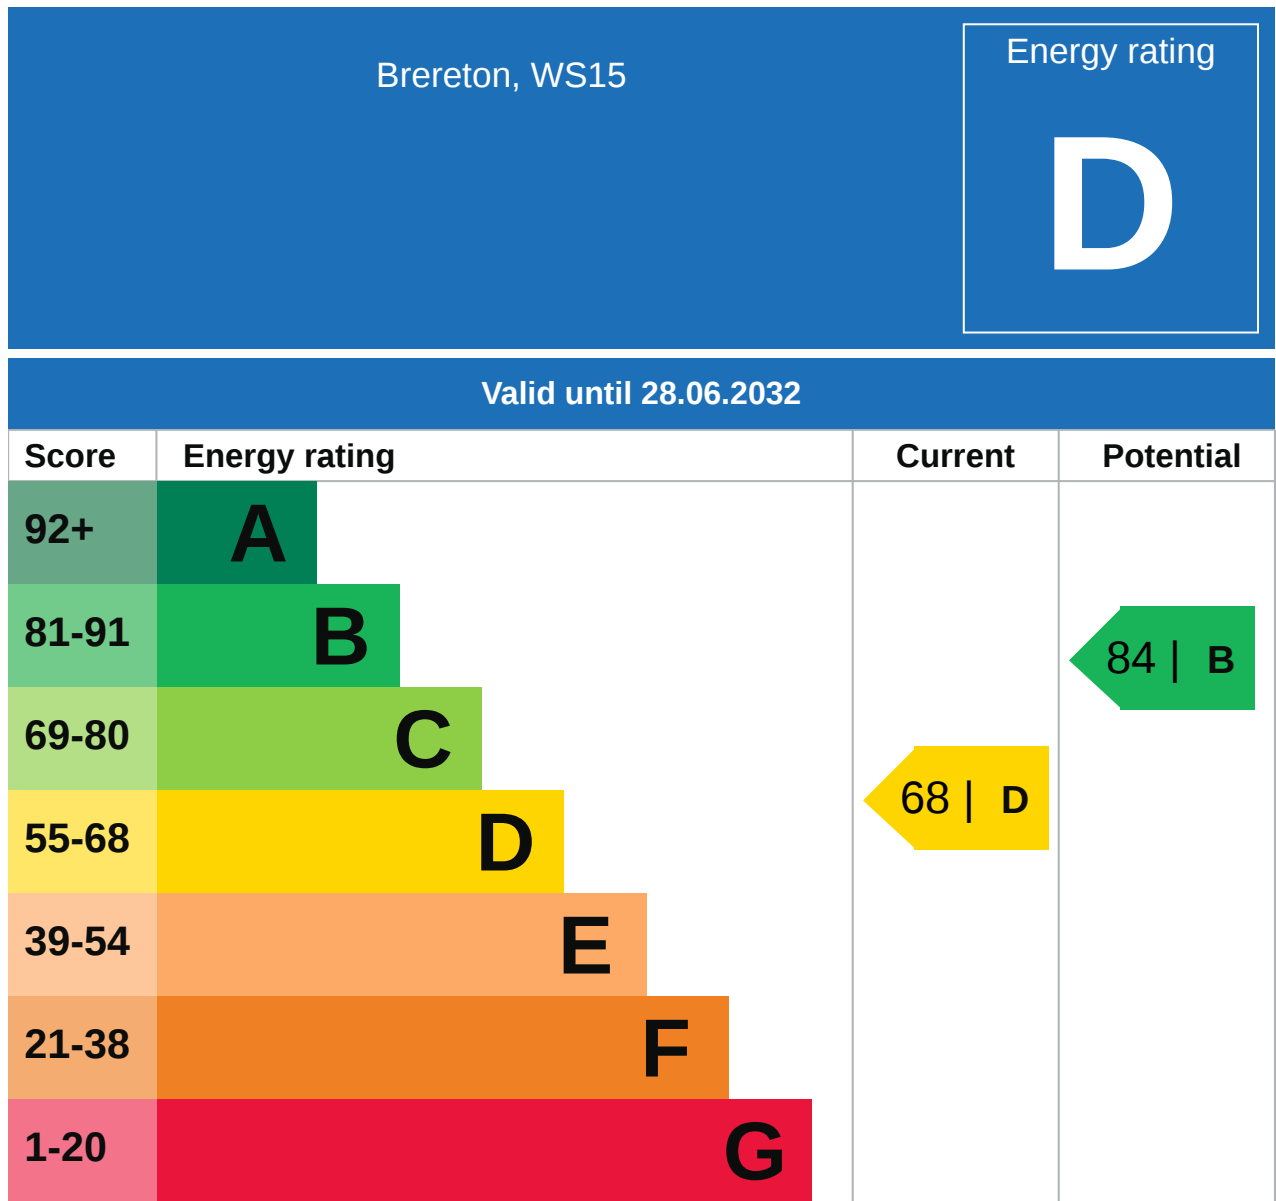 Brereton, WS15
Energy rating
D
Valid until 28.06.2032
Score Energy rating Current Potential
92+ A
81-91 B
84 | B
69-80 C
68 | D
55-68 D
39-54 E
21-38 F
1-20 G